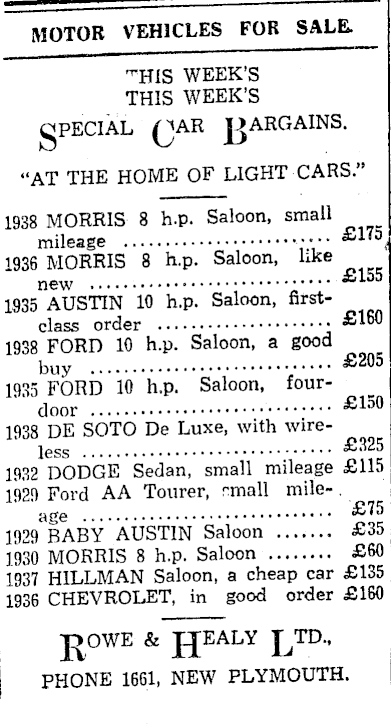 MOTOR VEHICLES FOR SALE.
THIS WEEK'S
THIS WEEK'S
SPECIAL CAR BARGAINS.
"AT THE HOME OF LIGHT CARS."
1938 MORRIS 8 h.p. Saloon, small
mileage ........................... £175
1936 MORRIS 8 h.p. Saloon, like
new ............................... £155
1935 AUSTIN 10 h.p. Saloon, first-
class order ................... £160
1938 FORD 10 h.p. Saloon, a good
buy ............................... £205
1935 FORD 10 h.p. Saloon, four-
door .............................. £150
1938 DE SOTO De Luxe, with wire-
less ................................ £325
1932 DODGE Sedan, small mileage £115
1929 Ford AA Tourer, small mile-
age ................................ £75
1929 BABY AUSTIN Saloon ....... £35
1930 MORRIS 8 h.p. Saloon ........ £60
1937 HILLMAN Saloon, a cheap car £135
1936 CHEVROLET, in good order £160
ROWE & HEALY LTD.,
PHONE 1661, NEW PLYMOUTH.